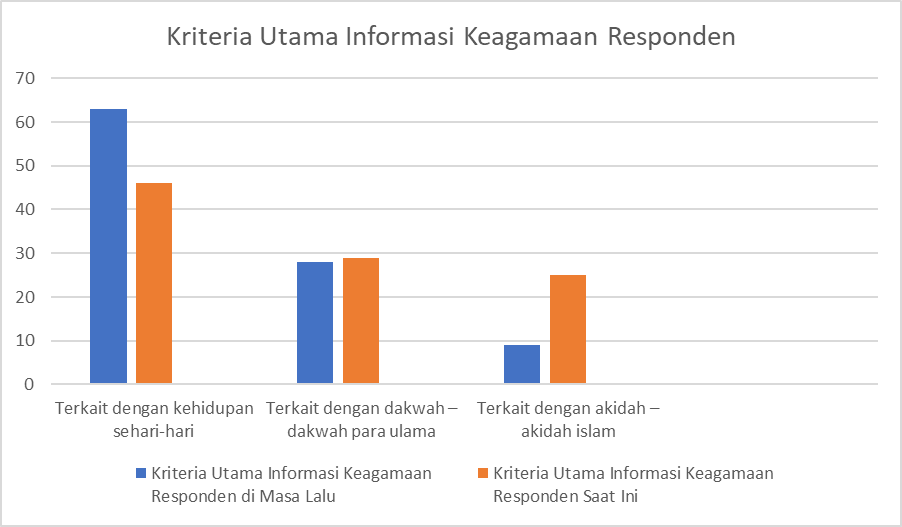 Kriteria Utama Informasi Keagamaan Responden
70
60
50
40
30
20
10
0
Terkait dengan kehidupan
sehari-hari
Terkait dengan dakwah –
dakwah para ulama
Terkait dengan akidah –
akidah islam
Kriteria Utama Informasi Keagamaan
Responden di Masa Lalu
Kriteria Utama Informasi Keagamaan
Responden Saat Ini